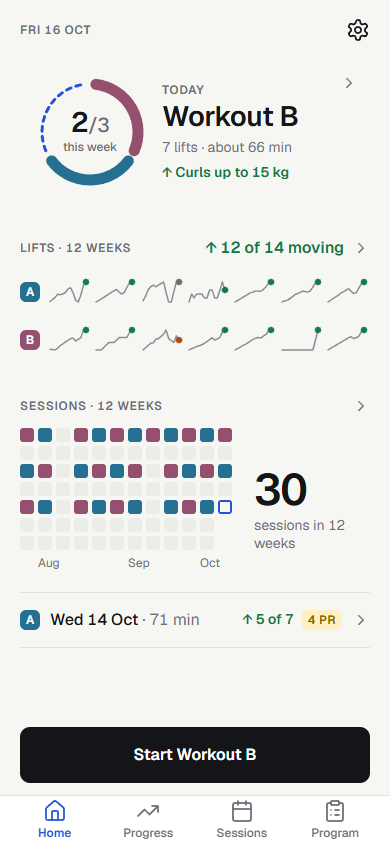 FRI 16 OCT
2/3
this week
TODAY
Workout B
7 lifts · about 66 min
↑ Curls up to 15 kg
LIFTS · 12 WEEKS
↑ 12 of 14 moving
A
B
SESSIONS · 12 WEEKS
30
sessions in 12
weeks
Aug Sep Oct
A Wed 14 Oct · 71 min ↑ 5 of 7 4 PR
Start Workout B
Home Progress Sessions Program